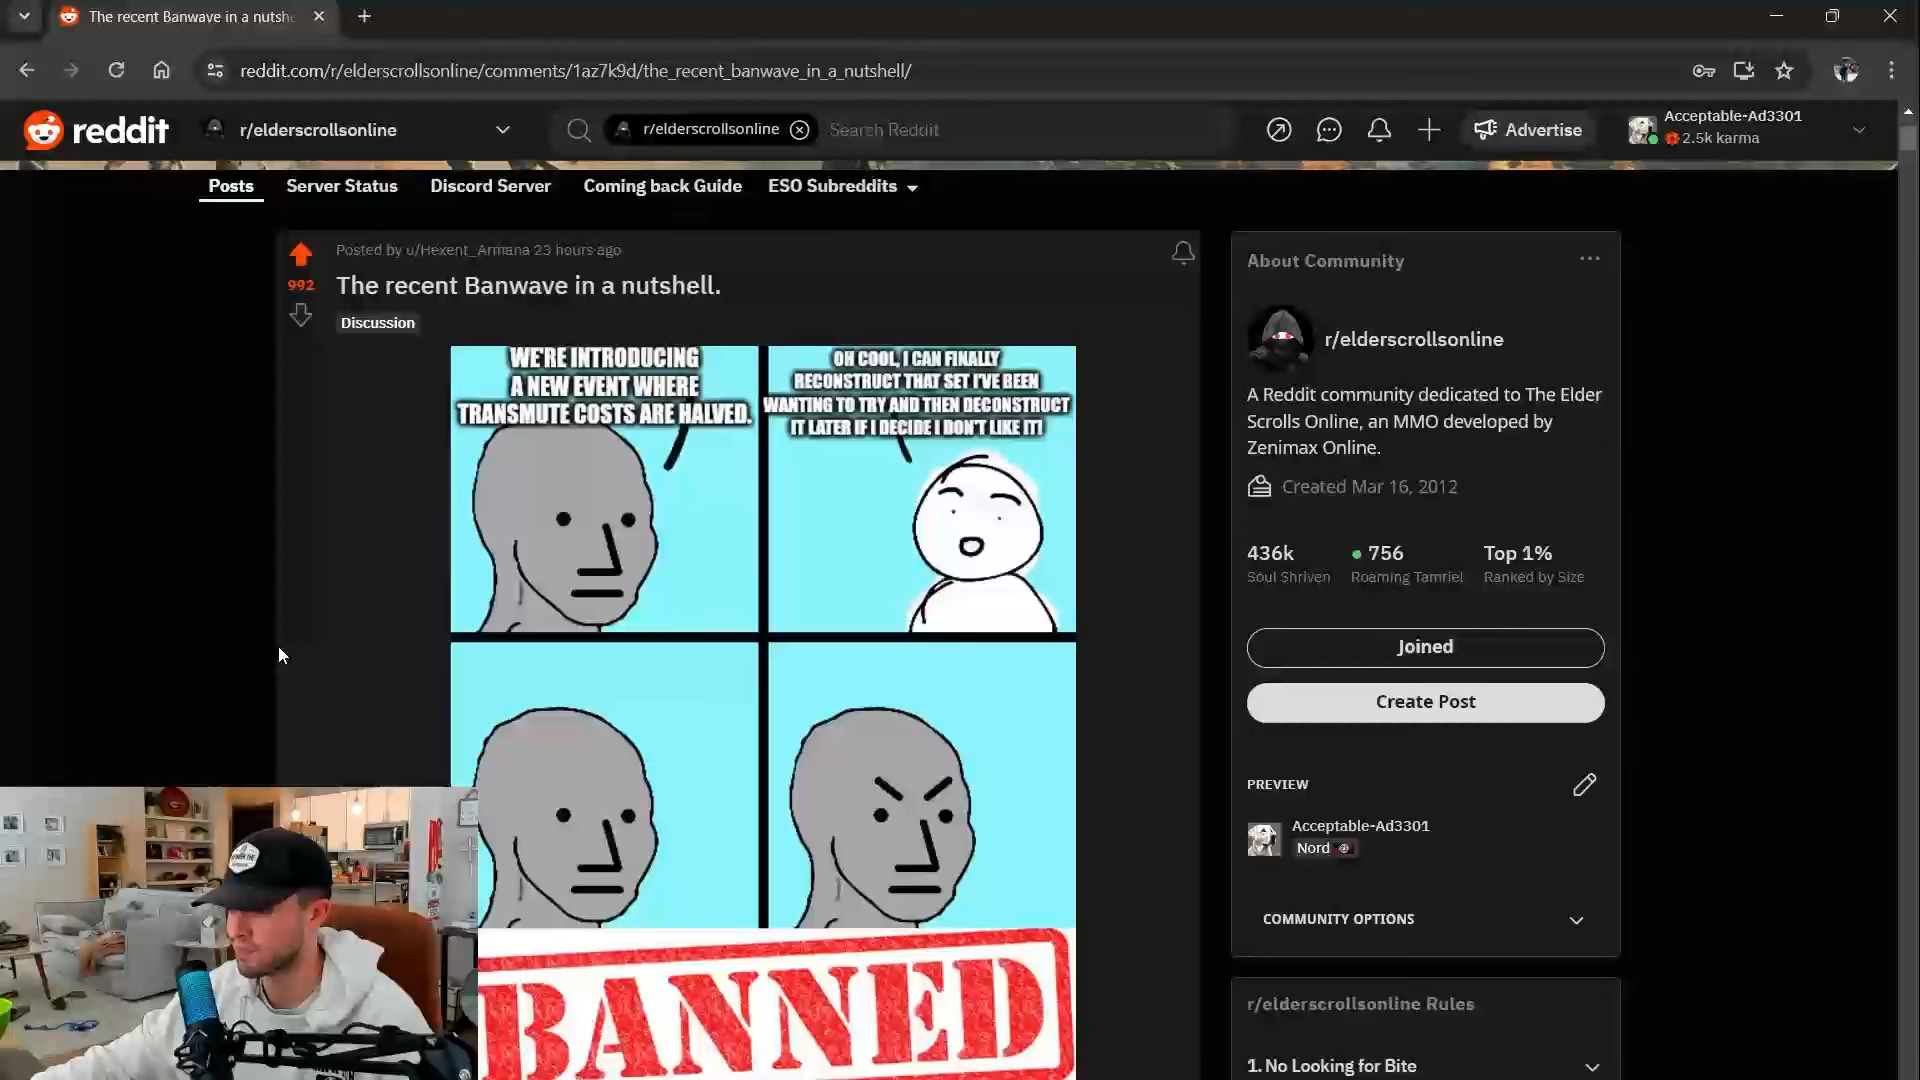 The recent Banwave in a nutsh
reddit.com/r/elderscrollsonline/comments/1az7k9d/the_recent_banwave_in_a_nutshell/
reddit
r/elderscrollsonline
r/elderscrollsonline
Search Reddit
Advertise
Acceptable-Ad3301
2.5k karma
Posts
Server Status
Discord Server
Coming back Guide
ESO Subreddits
Posted by u/Hexent_Armana 23 hours ago
992
The recent Banwave in a nutshell.
Discussion
WE'RE INTRODUCING
A NEW EVENT WHERE
TRANSMUTE COSTS ARE HALVED.
OH COOL, I CAN FINALLY
RECONSTRUCT THAT SET I'VE BEEN
WANTING TO TRY AND THEN DECONSTRUCT
IT LATER IF I DECIDE I DON'T LIKE IT!
BANNED
About Community
r/elderscrollsonline
A Reddit community dedicated to The Elder
Scrolls Online, an MMO developed by
Zenimax Online.
Created Mar 16, 2012
436k
756
Top 1%
Soul Shriven
Roaming Tamriel
Ranked by Size
Joined
Create Post
PREVIEW
Acceptable-Ad3301
Nord
COMMUNITY OPTIONS
r/elderscrollsonline Rules
1. No Looking for Bite